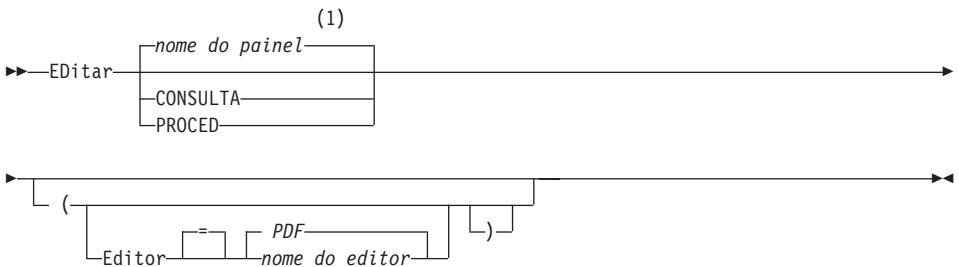 (1)
nome do painel
EDitar
CONSULTA
PROCED
(
= PDF
)
Editor nome do editor